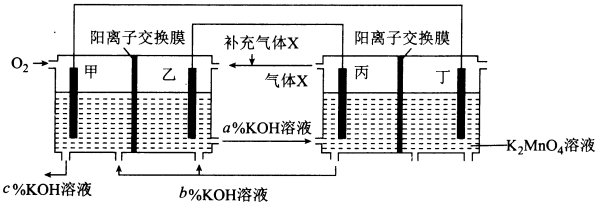 阳离子交换膜
补充气体X
阳离子交换膜
O₂
甲
乙
气体X
丙
丁
a%KOH溶液
K₂MnO₄溶液
c%KOH溶液
b%KOH溶液